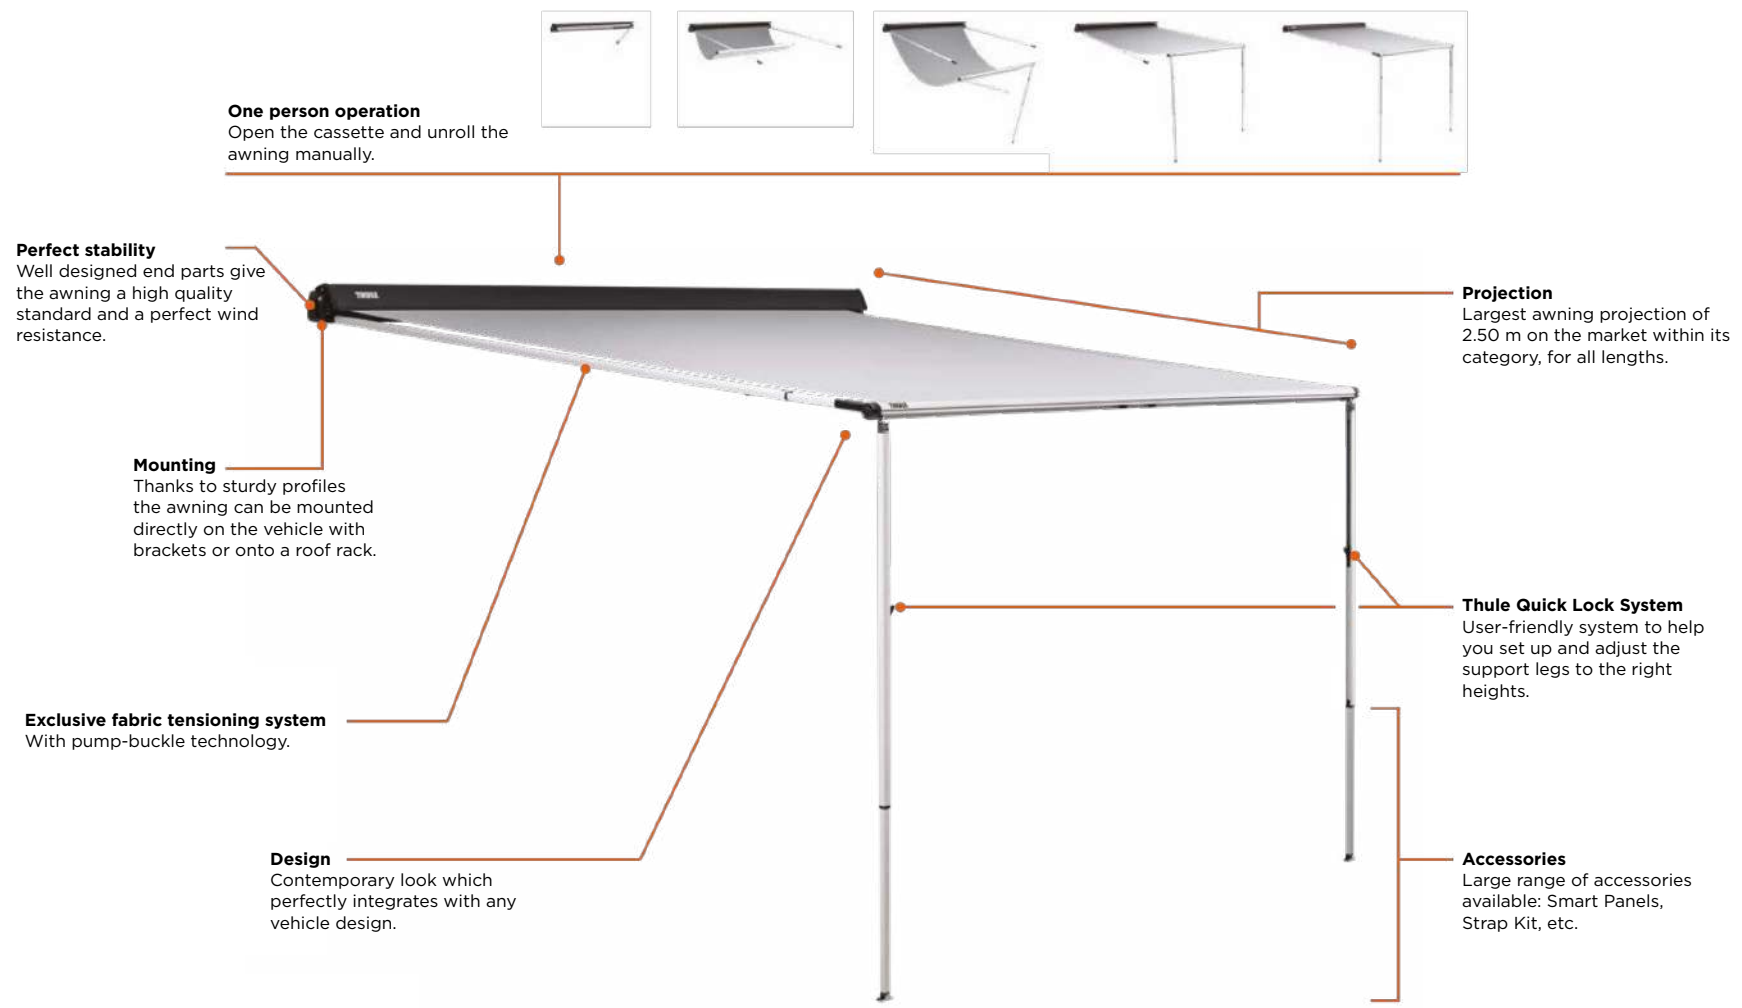 One person operation
Open the cassette and unroll the
awning manually.
Perfect stability
Well designed end parts give
the awning a high quality
standard and a perfect wind
resistance.
THULE
Projection
Largest awning projection of
2.50 m on the market within its
category, for all lengths.
THULE
Mounting
Thanks to sturdy profiles
the awning can be mounted
directly on the vehicle with
brackets or onto a roof rack.
Thule Quick Lock System
User-friendly system to help
you set up and adjust the
support legs to the right
heights.
Exclusive fabric tensioning system
With pump-buckle technology.
Design
Contemporary look which
perfectly integrates with any
vehicle design.
Accessories
Large range of accessories
available: Smart Panels,
Strap Kit, etc.